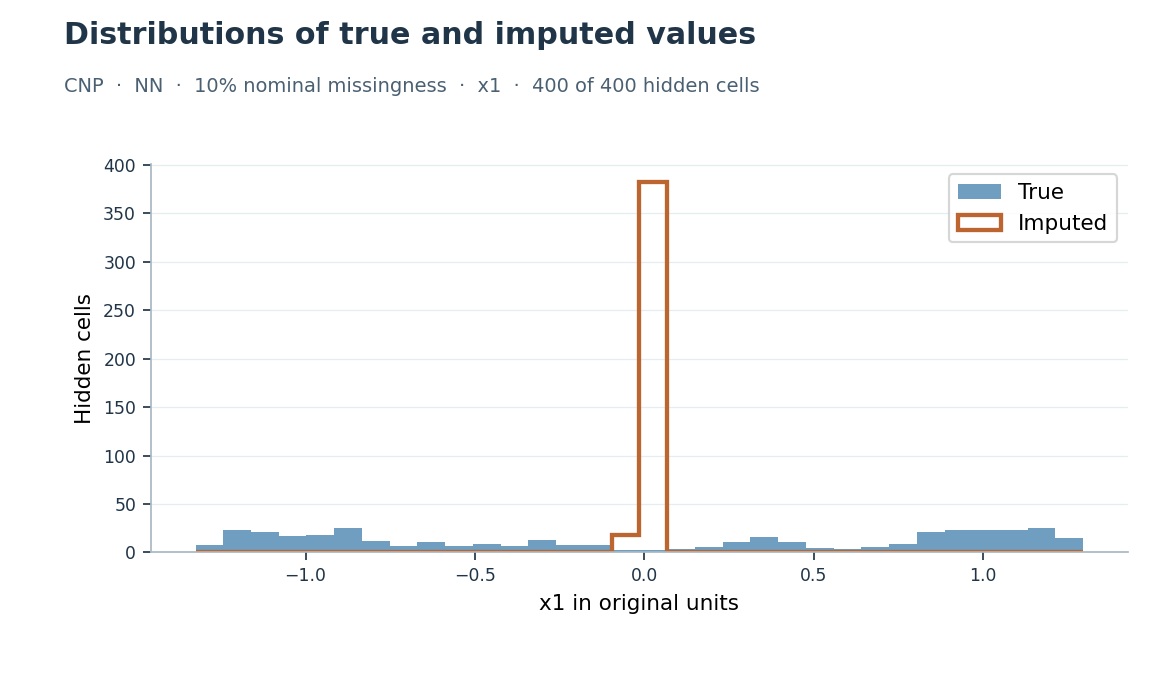 Distributions of true and imputed values
CNP · NN · 10% nominal missingness · x1 · 400 of 400 hidden cells
400
350
300
250
200
150
100
50
0
Hidden cells
True
Imputed
−1.0
−0.5
0.0
0.5
1.0
x1 in original units